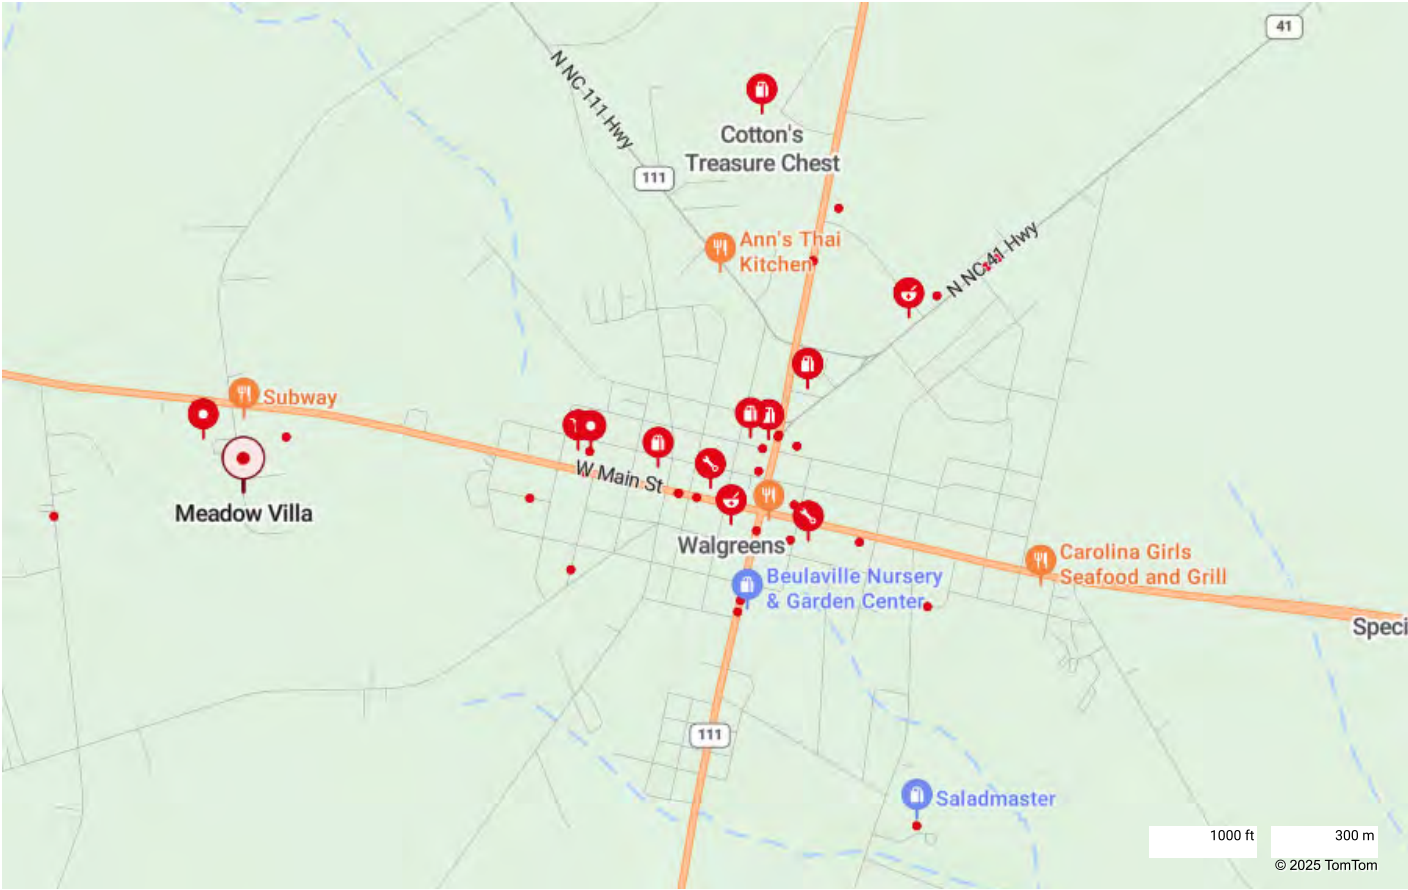 41
N NC 111 Hwy
Cotton's
Treasure Chest
111
Ann's Thai
Kitchen
N NC 41 Hwy
Subway
Meadow Villa
W Main St
Walgreens
Carolina Girls
Seafood and Grill
Beulaville Nursery
& Garden Center
Speci
111
Saladmaster
1000 ft
300 m
© 2025 TomTom